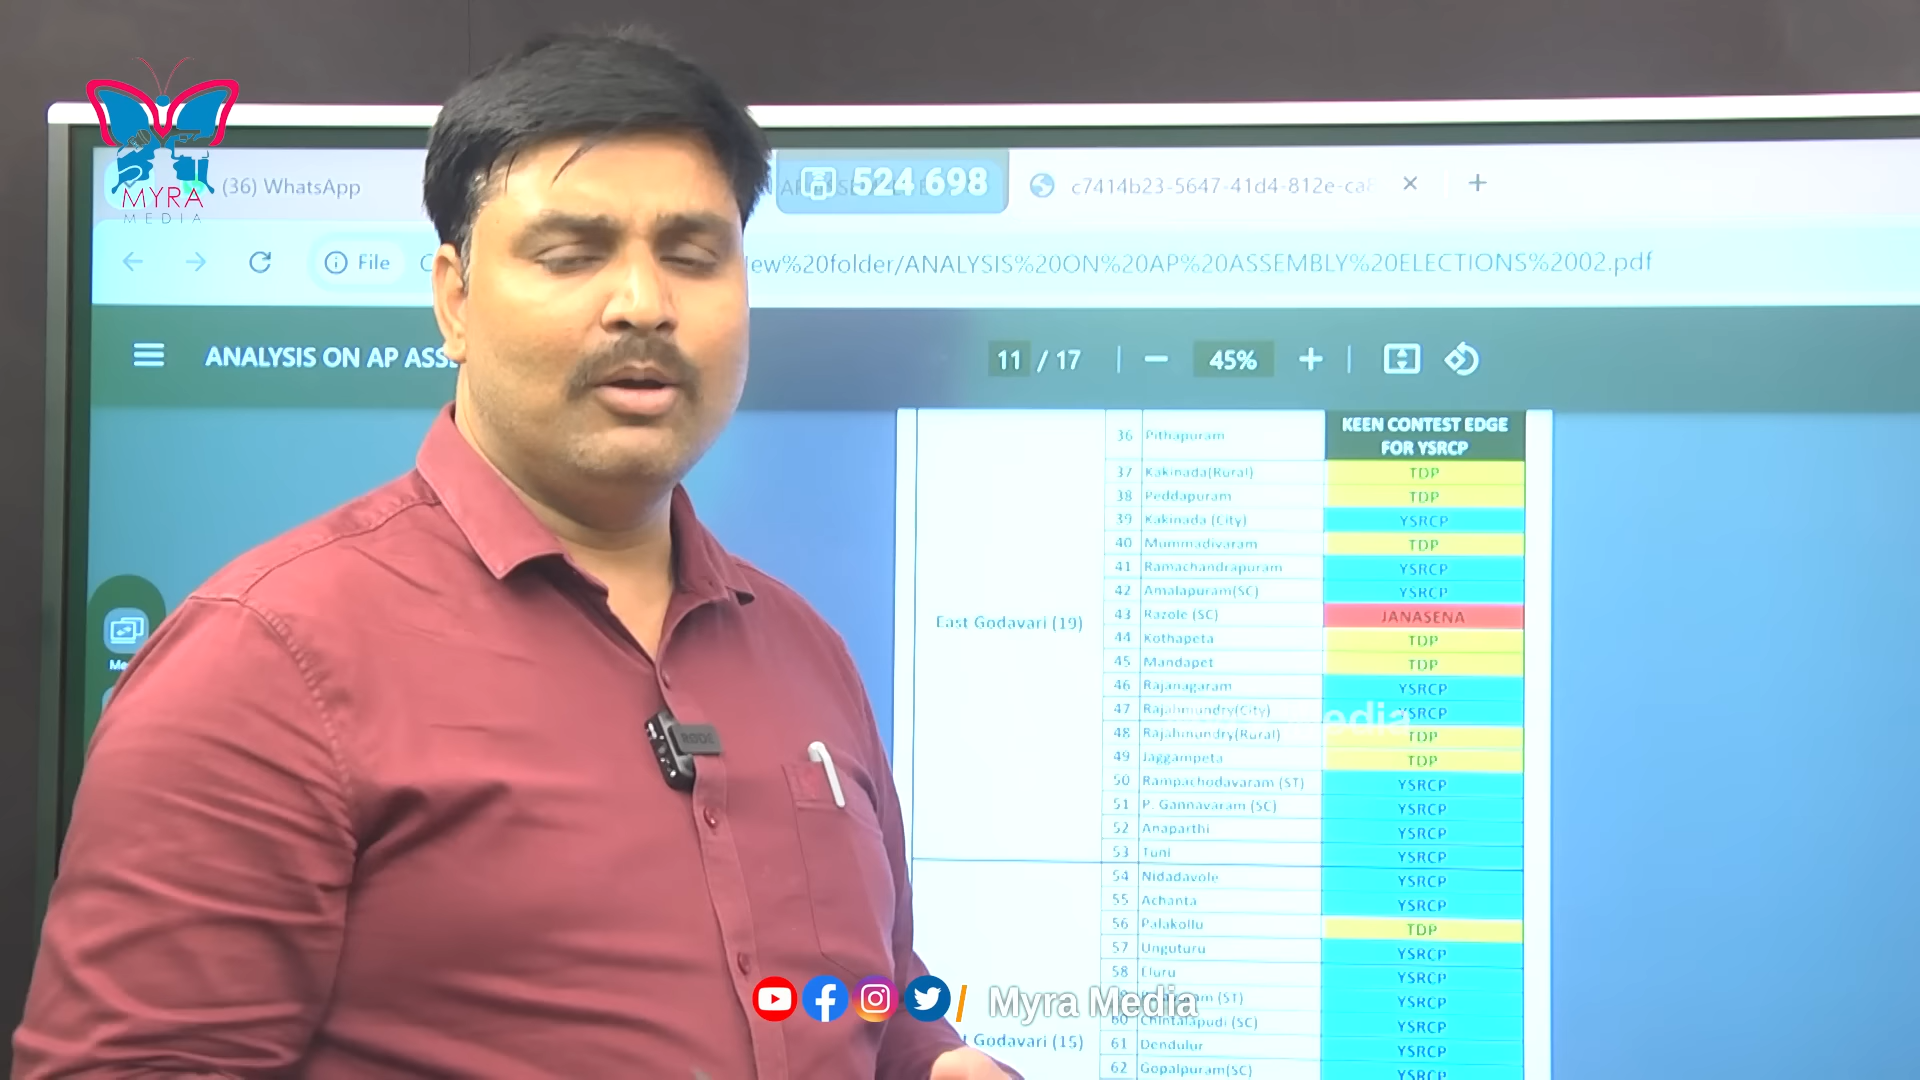 MYRA
MEDIA
(36) WhatsApp
524 698
c7414b23-5647-41d4-812e-ca
File
ew%20folder/ANALYSIS%20ON%20AP%20ASSEMBLY%20ELECTIONS%2002.pdf
ANALYSIS ON AP ASS
11 / 17
45%
36 Pithapuram KEEN CONTEST EDGE FOR YSRCP
37 Kakinada(Rural) TDP
38 Peddapuram TDP
39 Kakinada (City) YSRCP
40 Mummadivaram TDP
41 Ramachandrapuram YSRCP
42 Amalapuram(SC) YSRCP
East Godavari (19)
43 Razole (SC) JANASENA
44 Kothapeta TDP
45 Mandapet TDP
46 Rajanagaram YSRCP
47 Rajahmundry(City) YSRCP
48 Rajahmundry(Rural) TDP
49 Jaggampeta TDP
50 Rampachodavaram (ST) YSRCP
51 P. Gannavaram (SC) YSRCP
52 Anaparthi YSRCP
53 Tuni YSRCP
54 Nidadavole YSRCP
55 Achanta YSRCP
56 Palakollu TDP
57 Unguturu YSRCP
58 Eluru YSRCP
(ST) YSRCP
60 Chintalapudi (SC) YSRCP
Godavari (15)
61 Dendulur YSRCP
62 Gopalpuram(SC) YSRCP
RODE
Media
/ Myra Media